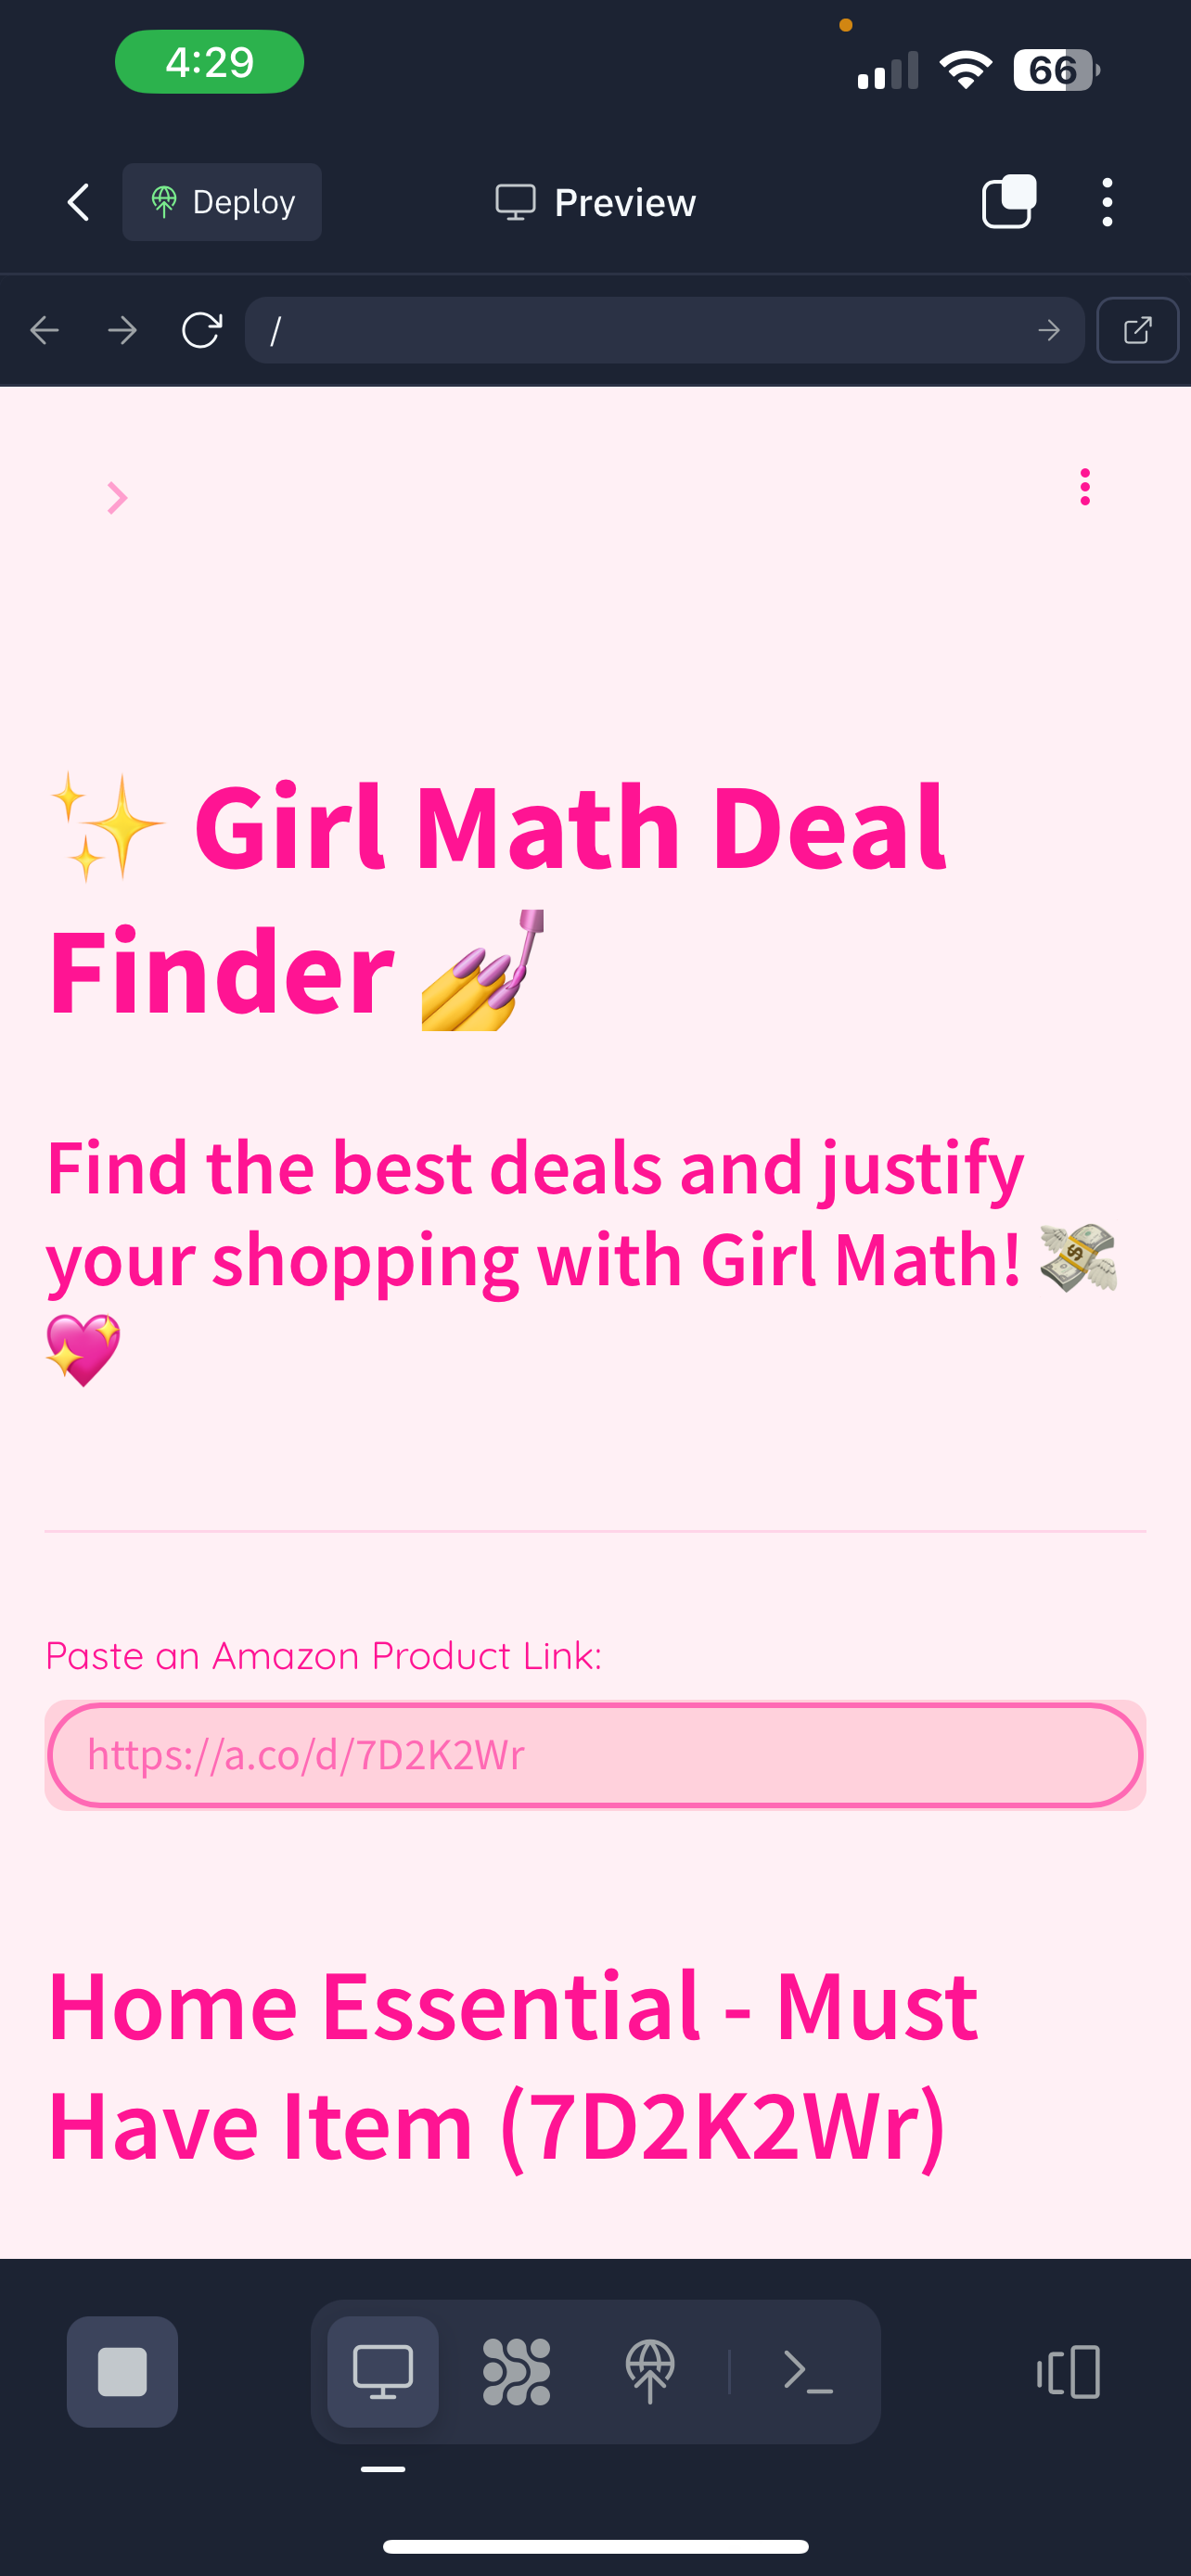 4:29
66
Deploy
Preview
/
✨ Girl Math Deal
Finder 💅
Find the best deals and justify
your shopping with Girl Math! 💸
💖
Paste an Amazon Product Link:
https://a.co/d/7D2K2Wr
Home Essential - Must
Have Item (7D2K2Wr)